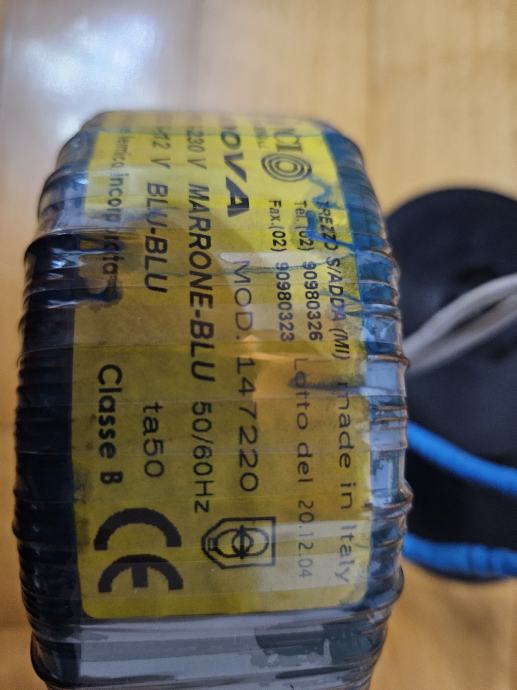 TREZZO S/ADDA (MI) made in Italy
Tel.(02) 90980326
Fax.(02) 90980323 Lotto del 20.12.04
MOD. 147220
230 V MARRONE-BLU 50/60Hz
12 V BLU-BLU ta50
Classe B
CE